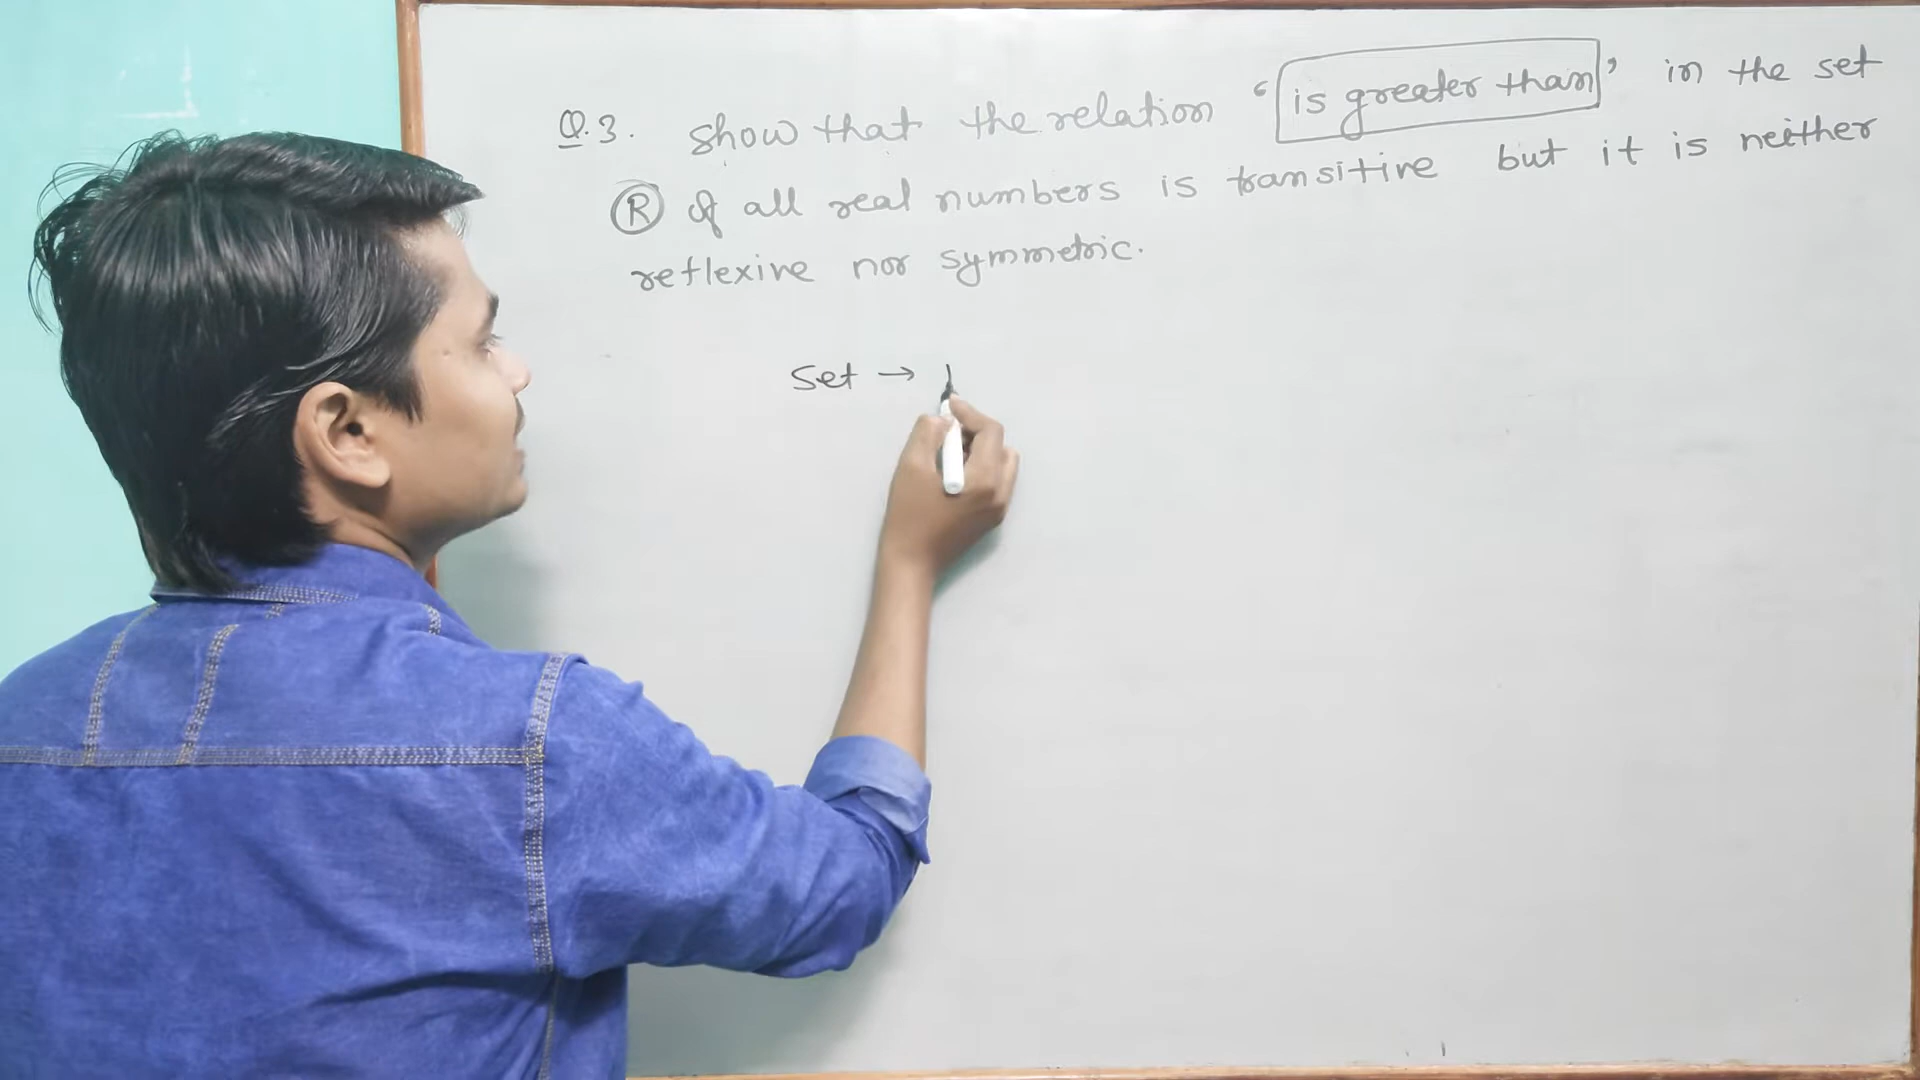 Q.3. Show that the relation ‘is greater than’ in the set
R of all real numbers is transitive but it is neither
reflexive nor symmetric.
Set →